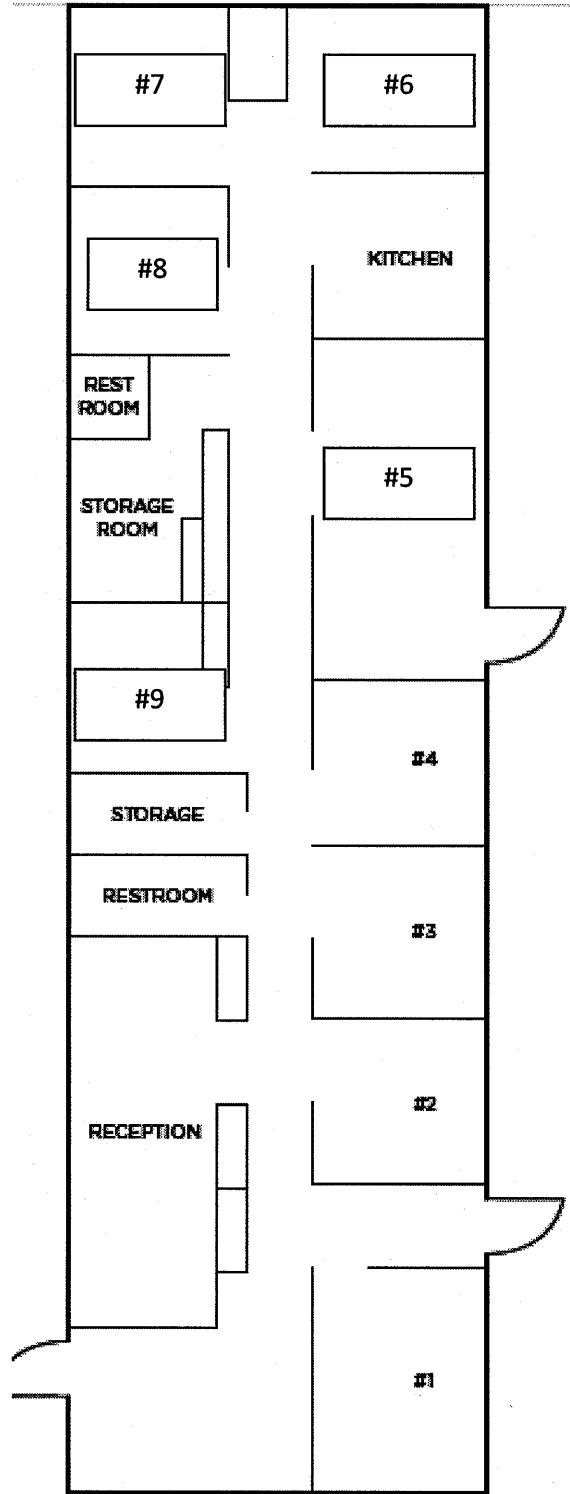 #7
#6
#8
KITCHEN
REST
ROOM
#5
STORAGE
ROOM
#9
#4
STORAGE
RESTROOM
#3
RECEPTION
#2
#1